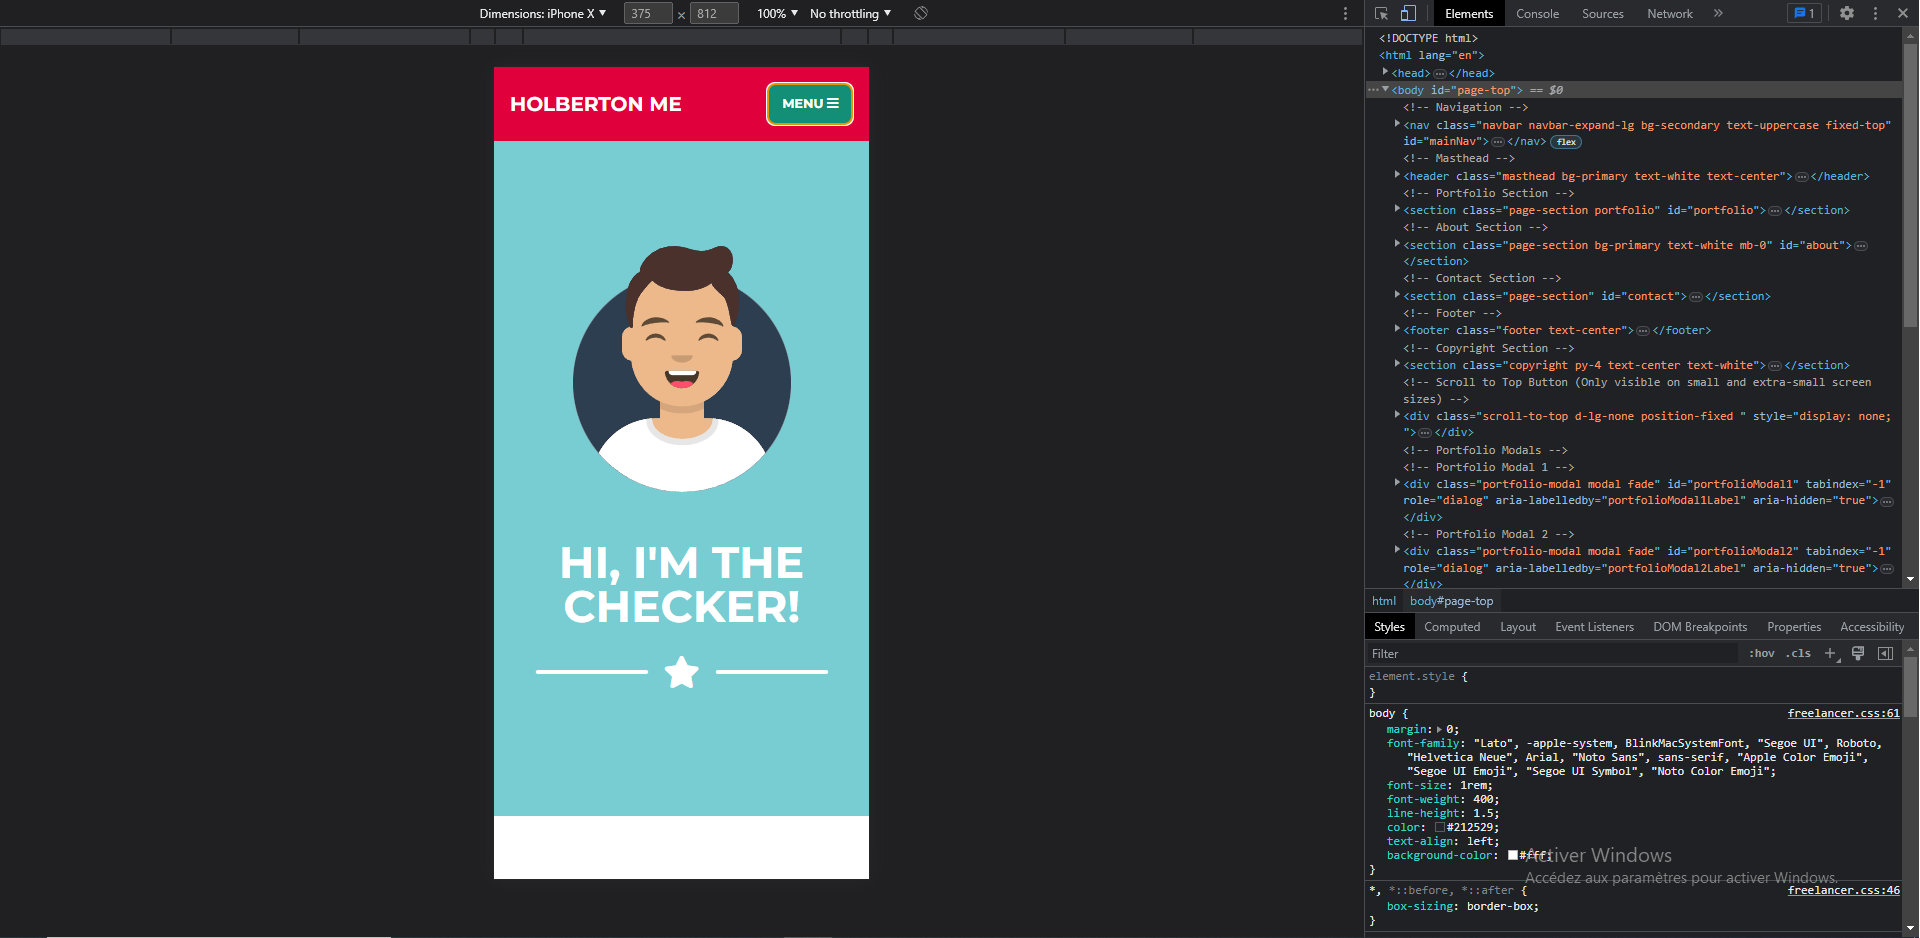 Dimensions: iPhone X ▼ 375 × 812 100% ▼ No throttling ▼
Elements Console Sources Network » 1
HOLBERTON ME
MENU
HI, I'M THE
CHECKER!
<!DOCTYPE html>
<html lang="en">
<head>…</head>
<body id="page-top"> == $0
<!-- Navigation -->
<nav class="navbar navbar-expand-lg bg-secondary text-uppercase fixed-top"
id="mainNav">…</nav> flex
<!-- Masthead -->
<header class="masthead bg-primary text-white text-center">…</header>
<!-- Portfolio Section -->
<section class="page-section portfolio" id="portfolio">…</section>
<!-- About Section -->
<section class="page-section bg-primary text-white mb-0" id="about">…
</section>
<!-- Contact Section -->
<section class="page-section" id="contact">…</section>
<!-- Footer -->
<footer class="footer text-center">…</footer>
<!-- Copyright Section -->
<section class="copyright py-4 text-center text-white">…</section>
<!-- Scroll to Top Button (Only visible on small and extra-small screen
sizes) -->
<div class="scroll-to-top d-lg-none position-fixed " style="display: none;
">…</div>
<!-- Portfolio Modals -->
<!-- Portfolio Modal 1 -->
<div class="portfolio-modal modal fade" id="portfolioModal1" tabindex="-1"
role="dialog" aria-labelledby="portfolioModal1Label" aria-hidden="true">…
</div>
<!-- Portfolio Modal 2 -->
<div class="portfolio-modal modal fade" id="portfolioModal2" tabindex="-1"
role="dialog" aria-labelledby="portfolioModal2Label" aria-hidden="true">…
</div>
html body#page-top
Styles Computed Layout Event Listeners DOM Breakpoints Properties Accessibility
Filter :hov .cls +
element.style {
}
body { freelancer.css:61
margin: 0;
font-family: "Lato", -apple-system, BlinkMacSystemFont, "Segoe UI", Roboto,
"Helvetica Neue", Arial, "Noto Sans", sans-serif, "Apple Color Emoji",
"Segoe UI Emoji", "Segoe UI Symbol", "Noto Color Emoji";
font-size: 1rem;
font-weight: 400;
line-height: 1.5;
color: #212529;
text-align: left;
background-color: #fff;
}
Activer Windows
Accédez aux paramètres pour activer Windows.
*, *::before, *::after { freelancer.css:46
box-sizing: border-box;
}